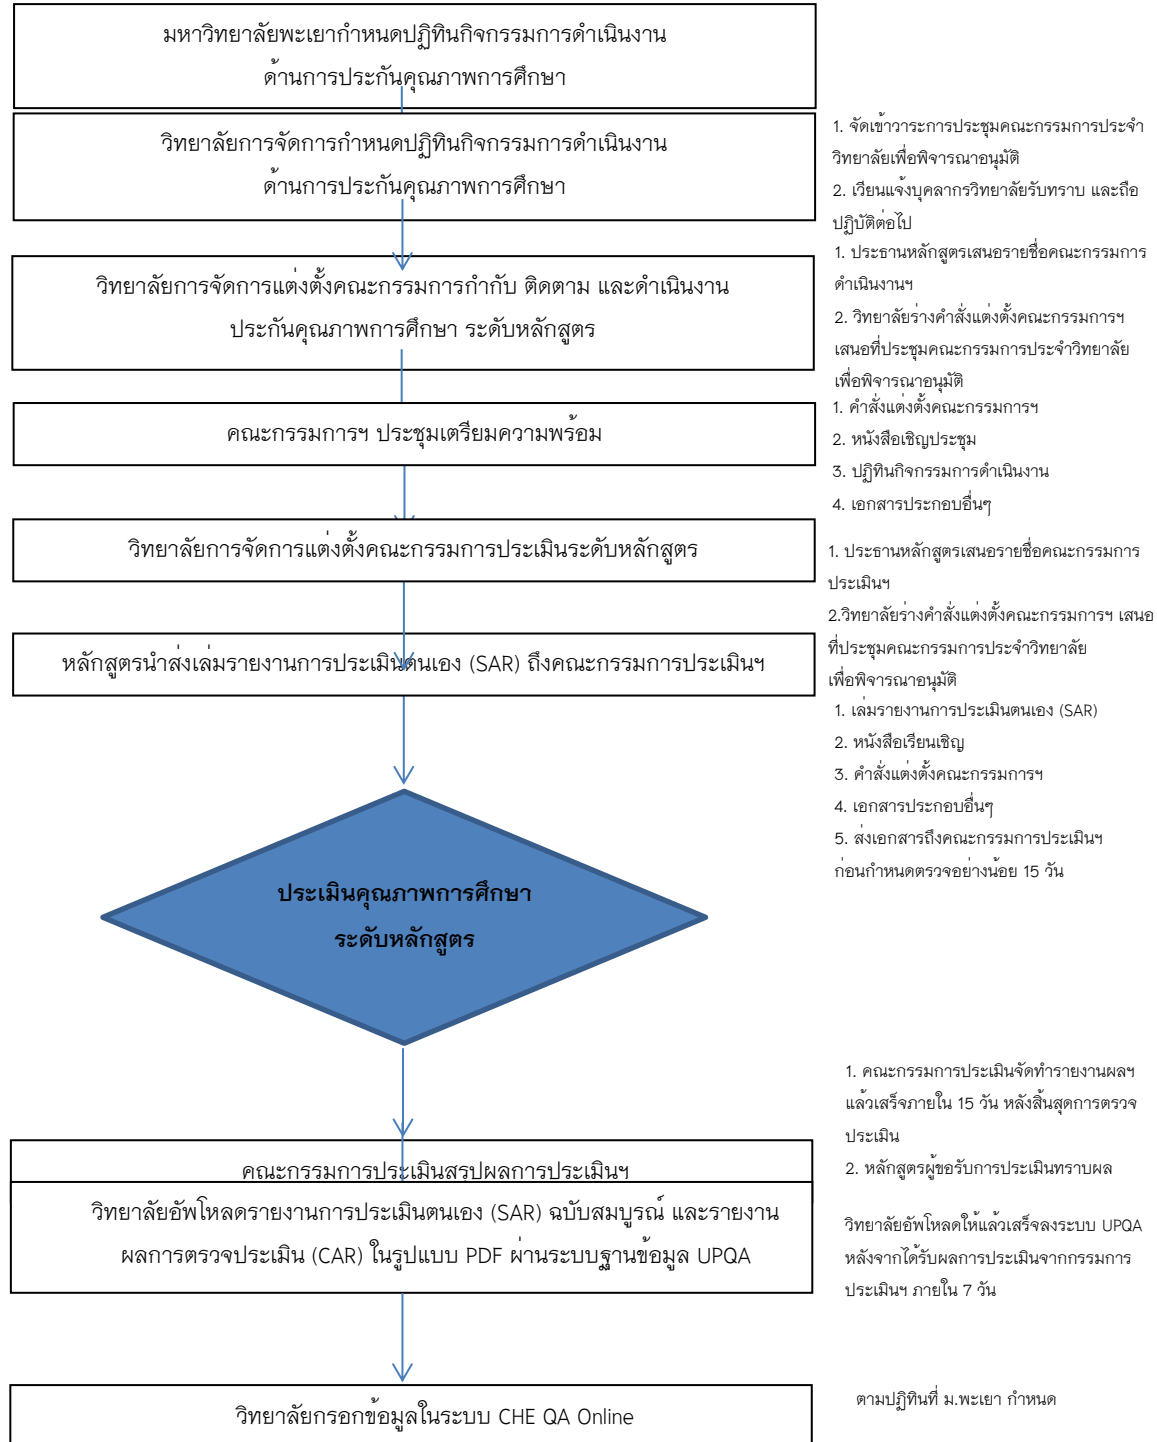 มหาวิทยาลัยพะเยากำหนดปฏิทินกิจกรรมการดำเนินงาน
ด้านการประกันคุณภาพการศึกษา
วิทยาลัยการจัดการกำหนดปฏิทินกิจกรรมการดำเนินงาน
ด้านการประกันคุณภาพการศึกษา
1. จัดเข้าวาระการประชุมคณะกรรมการประจำ
วิทยาลัยเพื่อพิจารณาอนุมัติ
2. เวียนแจ้งบุคลากรวิทยาลัยรับทราบ และถือ
ปฏิบัติต่อไป
วิทยาลัยการจัดการแต่งตั้งคณะกรรมการกำกับ ติดตาม และดำเนินงาน
ประกันคุณภาพการศึกษา ระดับหลักสูตร
1. ประธานหลักสูตรเสนอรายชื่อคณะกรรมการ
ดำเนินงานฯ
2. วิทยาลัยร่างคำสั่งแต่งตั้งคณะกรรมการฯ
เสนอที่ประชุมคณะกรรมการประจำวิทยาลัย
เพื่อพิจารณาอนุมัติ
คณะกรรมการฯ ประชุมเตรียมความพร้อม
1. คำสั่งแต่งตั้งคณะกรรมการฯ
2. หนังสือเชิญประชุม
3. ปฏิทินกิจกรรมการดำเนินงาน
4. เอกสารประกอบอื่นๆ
วิทยาลัยการจัดการแต่งตั้งคณะกรรมการประเมินระดับหลักสูตร
1. ประธานหลักสูตรเสนอรายชื่อคณะกรรมการ
ประเมินฯ
2.วิทยาลัยร่างคำสั่งแต่งตั้งคณะกรรมการฯ เสนอ
ที่ประชุมคณะกรรมการประจำวิทยาลัย
เพื่อพิจารณาอนุมัติ
หลักสูตรนำส่งเล่มรายงานการประเมินตนเอง (SAR) ถึงคณะกรรมการประเมินฯ
1. เล่มรายงานการประเมินตนเอง (SAR)
2. หนังสือเรียนเชิญ
3. คำสั่งแต่งตั้งคณะกรรมการฯ
4. เอกสารประกอบอื่นๆ
5. ส่งเอกสารถึงคณะกรรมการประเมินฯ
ก่อนกำหนดตรวจอย่างน้อย 15 วัน
ประเมินคุณภาพการศึกษา
ระดับหลักสูตร
คณะกรรมการประเมินสรุปผลการประเมินฯ
1. คณะกรรมการประเมินจัดทำรายงานผลฯ
แล้วเสร็จภายใน 15 วัน หลังสิ้นสุดการตรวจ
ประเมิน
2. หลักสูตรผู้ขอรับการประเมินทราบผล
วิทยาลัยอัพโหลดรายงานการประเมินตนเอง (SAR) ฉบับสมบูรณ์ และรายงาน
ผลการตรวจประเมิน (CAR) ในรูปแบบ PDF ผ่านระบบฐานข้อมูล UPQA
วิทยาลัยอัพโหลดให้แล้วเสร็จลงระบบ UPQA
หลังจากได้รับผลการประเมินจากกรรมการ
ประเมินฯ ภายใน 7 วัน
วิทยาลัยกรอกข้อมูลในระบบ CHE QA Online
ตามปฏิทินที่ ม.พะเยา กำหนด